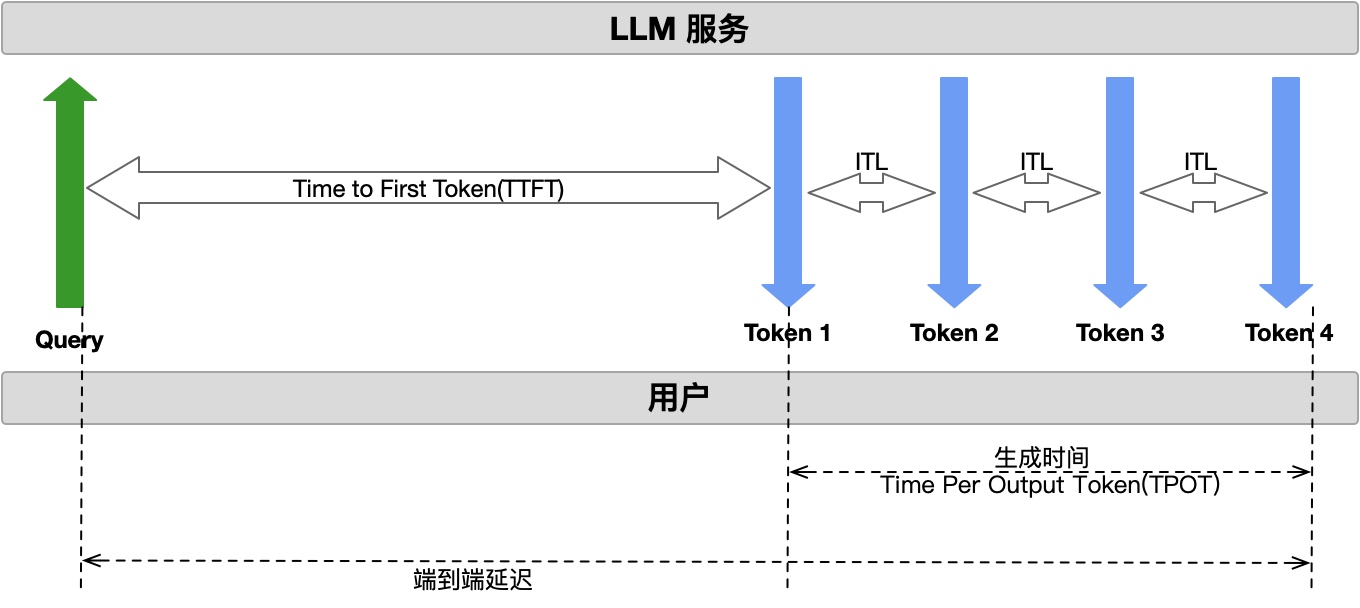 LLM 服务
ITL
ITL
ITL
Time to First Token(TTFT)
Query
Token 1
Token 2
Token 3
Token 4
用户
生成时间
Time Per Output Token(TPOT)
端到端延迟